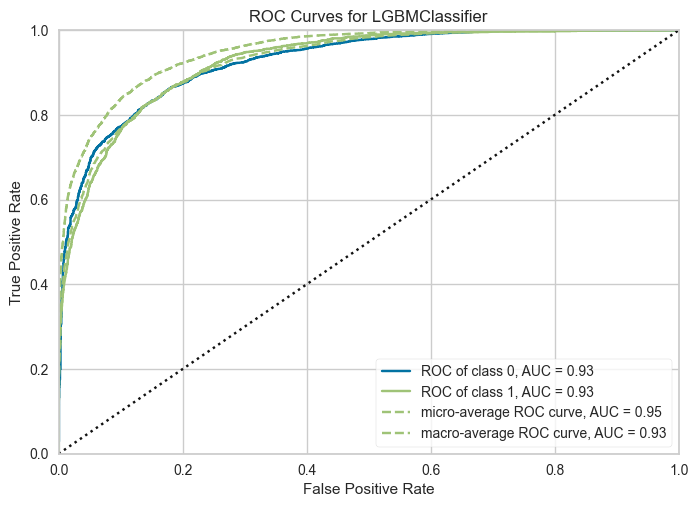 ROC Curves for LGBMClassifier
True Positive Rate
1.0
0.8
0.6
0.4
0.2
0.0
ROC of class 0, AUC = 0.93
ROC of class 1, AUC = 0.93
micro-average ROC curve, AUC = 0.95
macro-average ROC curve, AUC = 0.93
0.0 0.2 0.4 0.6 0.8 1.0
False Positive Rate